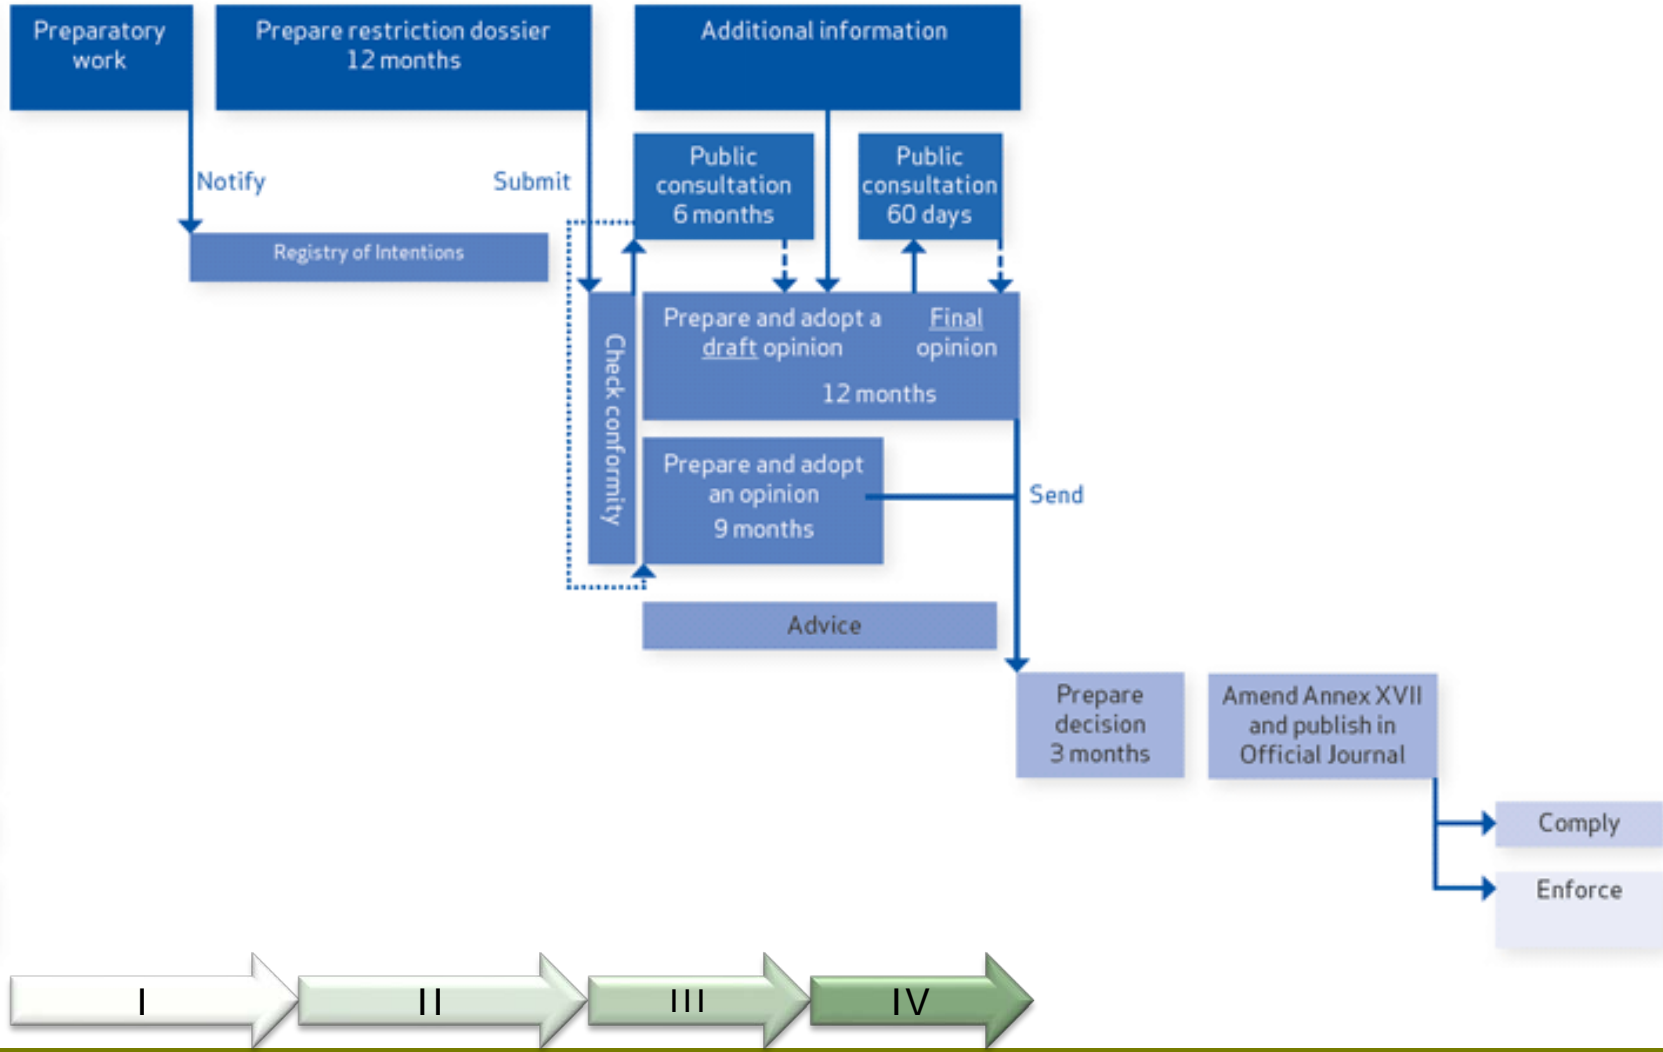 Preparatory
work
Prepare restriction dossier
12 months
Additional information
Notify
Submit
Public
consultation
6 months
Public
consultation
60 days
Registry of Intentions
Check conformity
Prepare and adopt a
draft opinion
Final
opinion
12 months
Prepare and adopt
an opinion
9 months
Send
Advice
Prepare
decision
3 months
Amend Annex XVII
and publish in
Official Journal
Comply
Enforce
I
II
III
IV